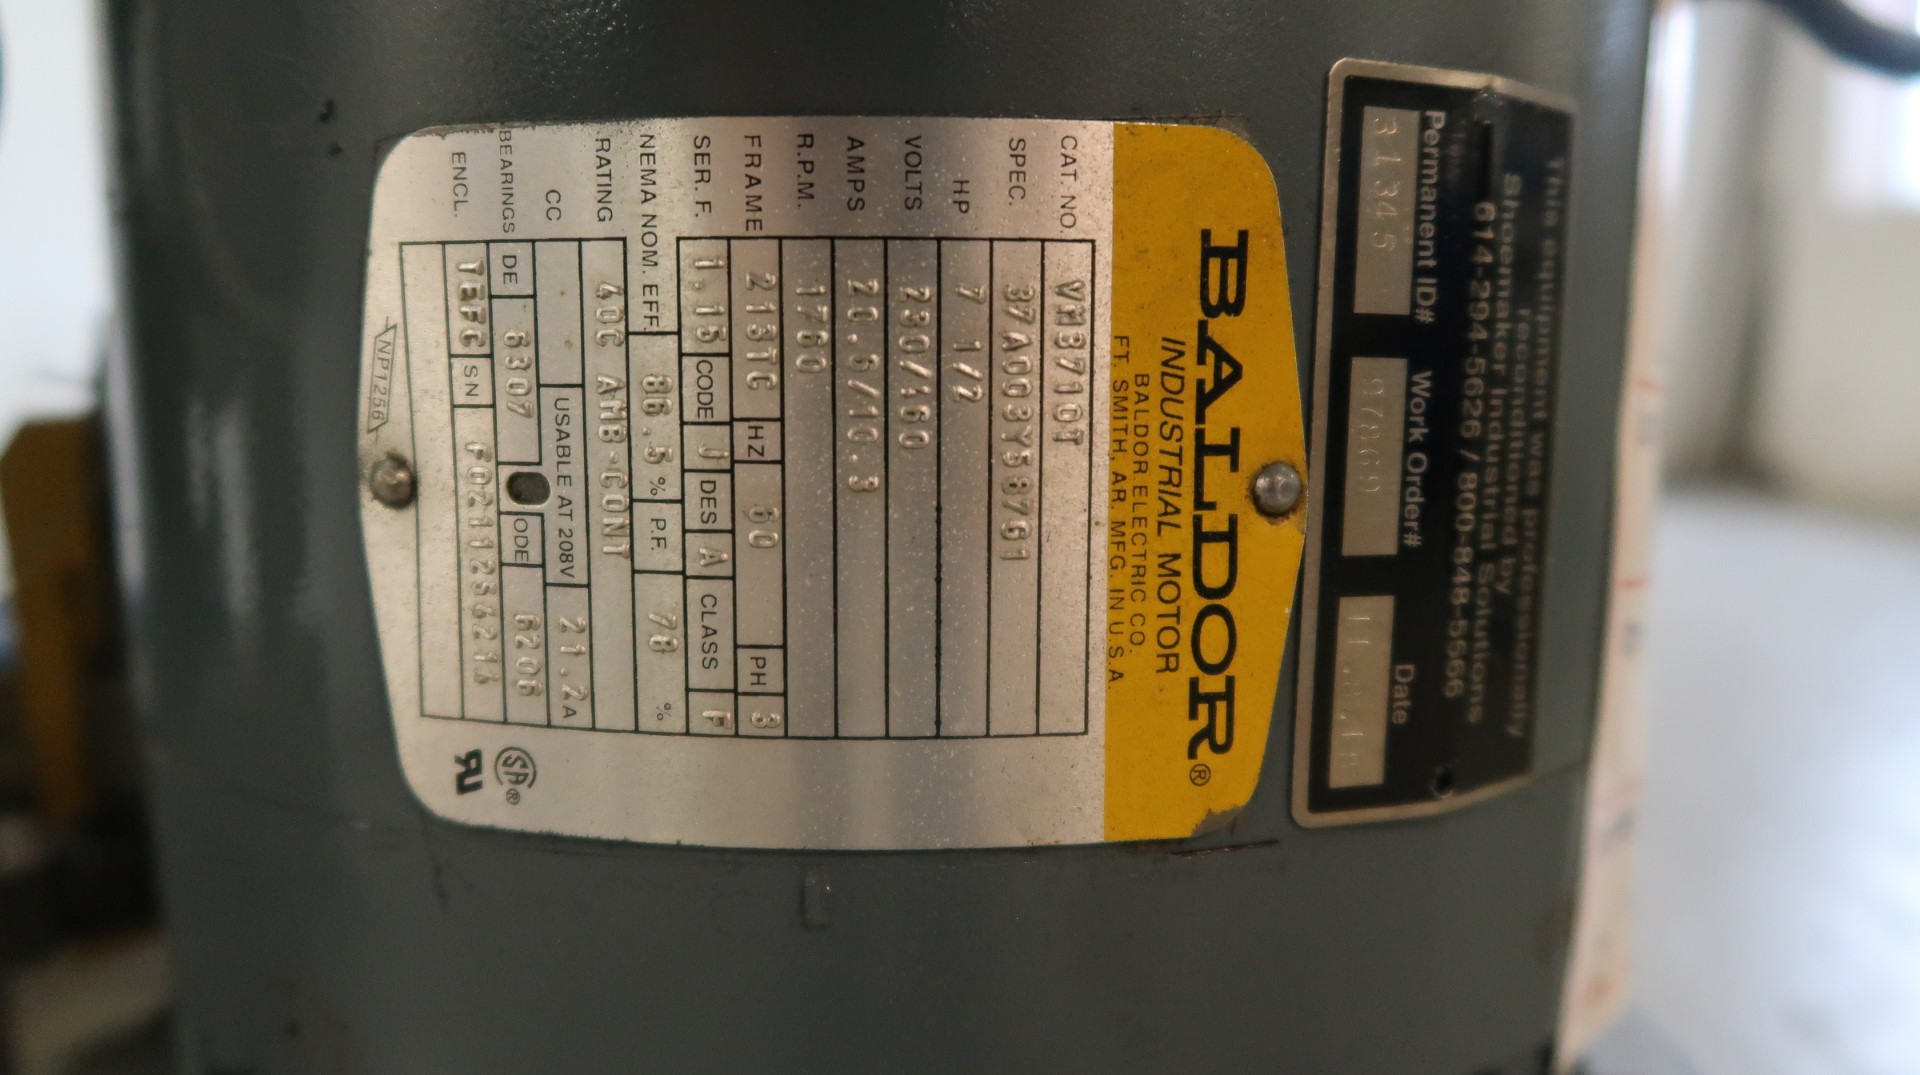 This equipment was professionally
reconditioned by
Shoemaker Industrial Solutions
614-294-5626 / 800-848-5566
Permanent ID# Work Order# Date
31345 97869
BALDOR®
INDUSTRIAL MOTOR
BALDOR ELECTRIC CO.
FT. SMITH, AR. MFG. IN U.S.A.
CAT. NO. VM3710T
SPEC. 37A003Y587G1
HP 7 1/2
VOLTS 230/460
AMPS 20.6/10.3
R.P.M. 1760
FRAME 213TC HZ 60 PH 3
SER. F. 1.15 CODE J DES A CLASS F
NEMA NOM. EFF. 86.5 % P.F. 78 %
RATING 40C AMB-CONT
CC USABLE AT 208V 21.2 A
BEARINGS DE 6307 ODE 6206
ENCL. TEFC SN F0211256214
NP1256
SA®